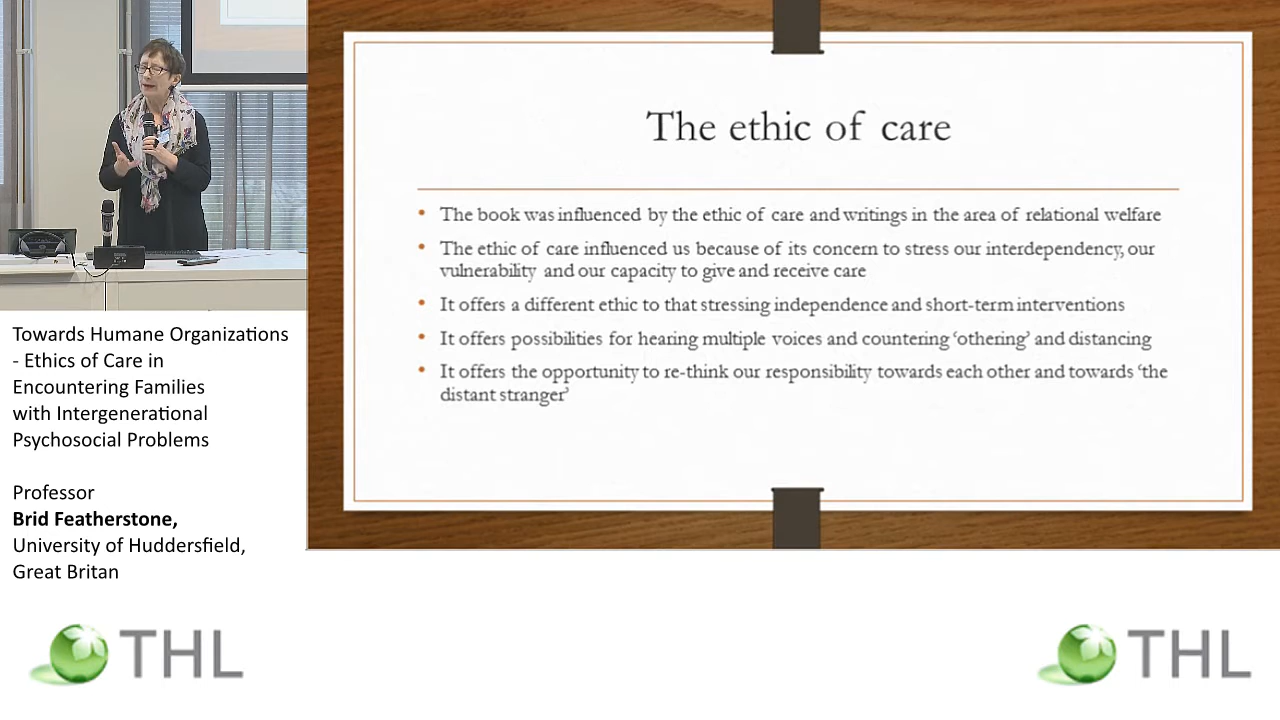 The ethic of care
• The book was influenced by the ethic of care and writings in the area of relational welfare
• The ethic of care influenced us because of its concern to stress our interdependency, our
vulnerability and our capacity to give and receive care
• It offers a different ethic to that stressing independence and short-term interventions
• It offers possibilities for hearing multiple voices and countering ‘othering’ and distancing
• It offers the opportunity to re-think our responsibility towards each other and towards ‘the
distant stranger’
Towards Humane Organizations
- Ethics of Care in
Encountering Families
with Intergenerational
Psychosocial Problems
Professor
Brid Featherstone,
University of Huddersfield,
Great Britan
THL
THL